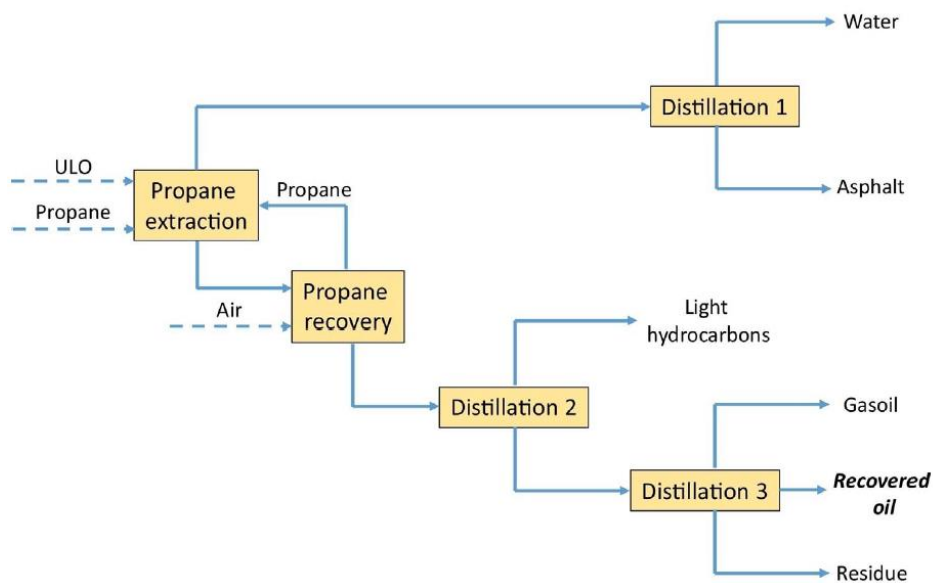 Water
Distillation 1
ULO
Propane
extraction
Propane
Asphalt
Propane
Propane
recovery
Air
Light
hydrocarbons
Distillation 2
Gasoil
Distillation 3
Recovered
oil
Residue